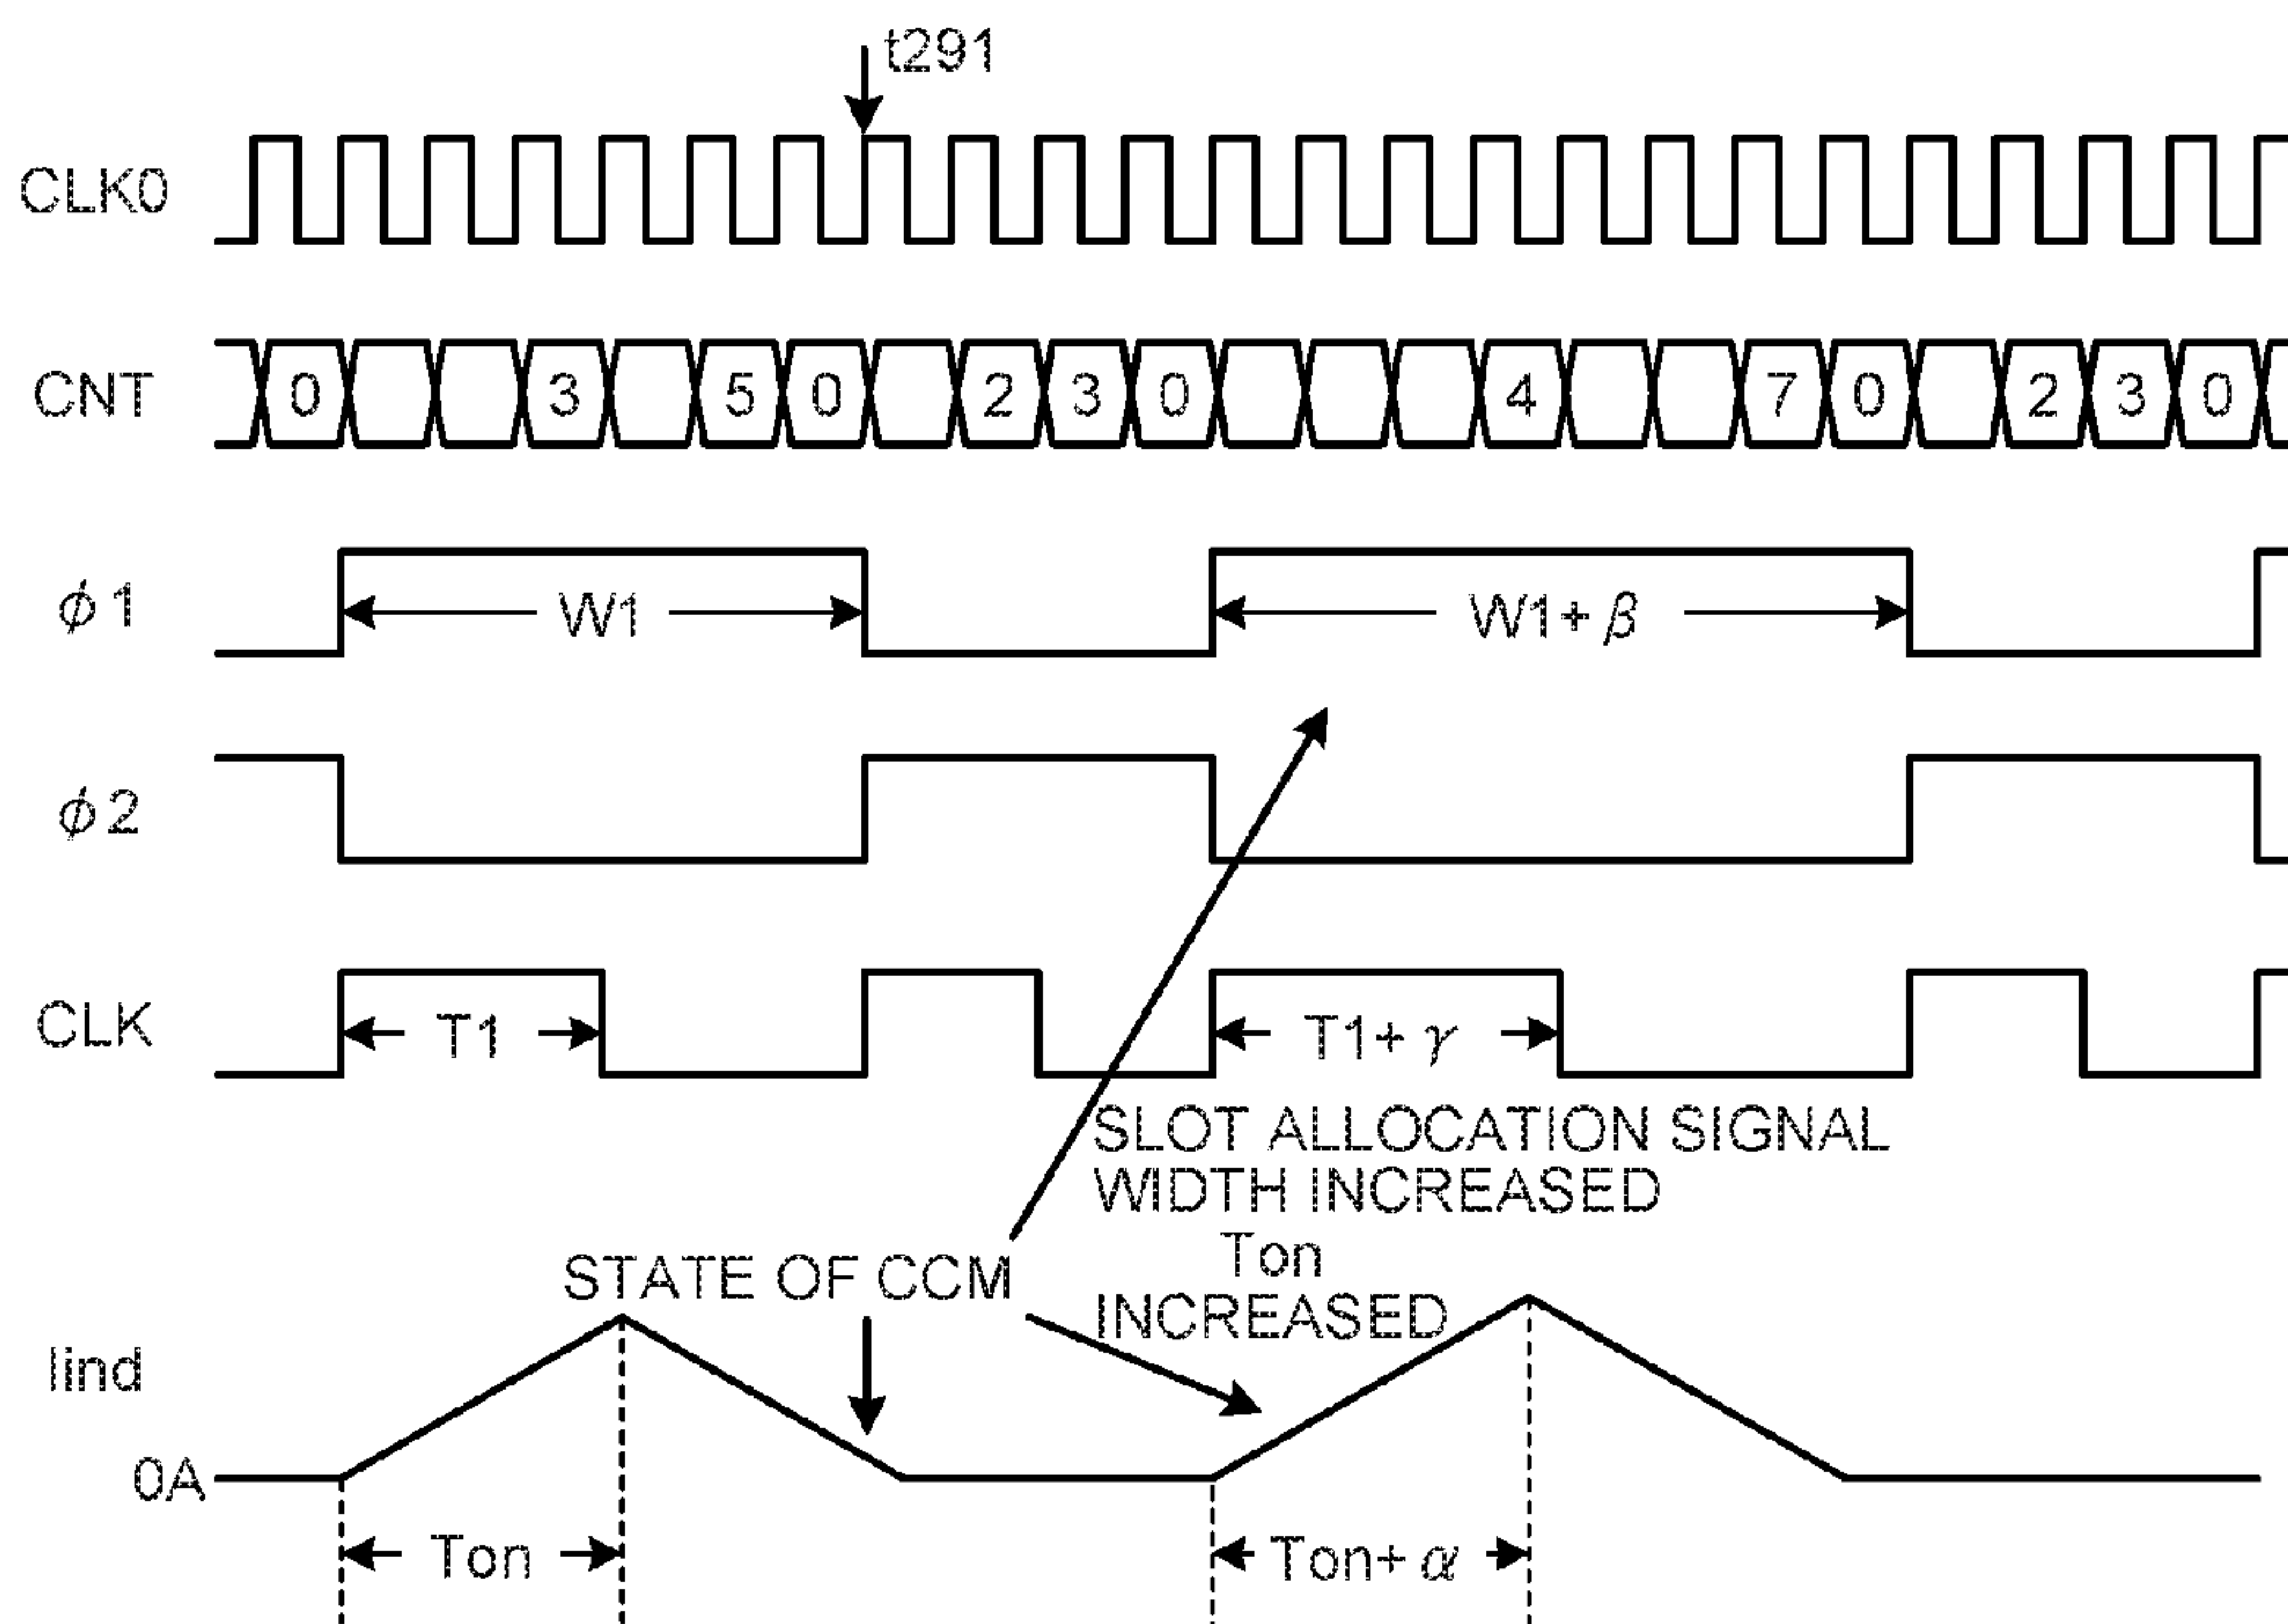 t291
CLK0
CNT 0 3 5 0 2 3 0 4 7 0 2 3 0
ϕ1 W1 W1+β
ϕ2
CLK T1 T1+γ
SLOT ALLOCATION SIGNAL
WIDTH INCREASED
STATE OF CCM
Ton
INCREASED
Iind
0A
Ton Ton+α